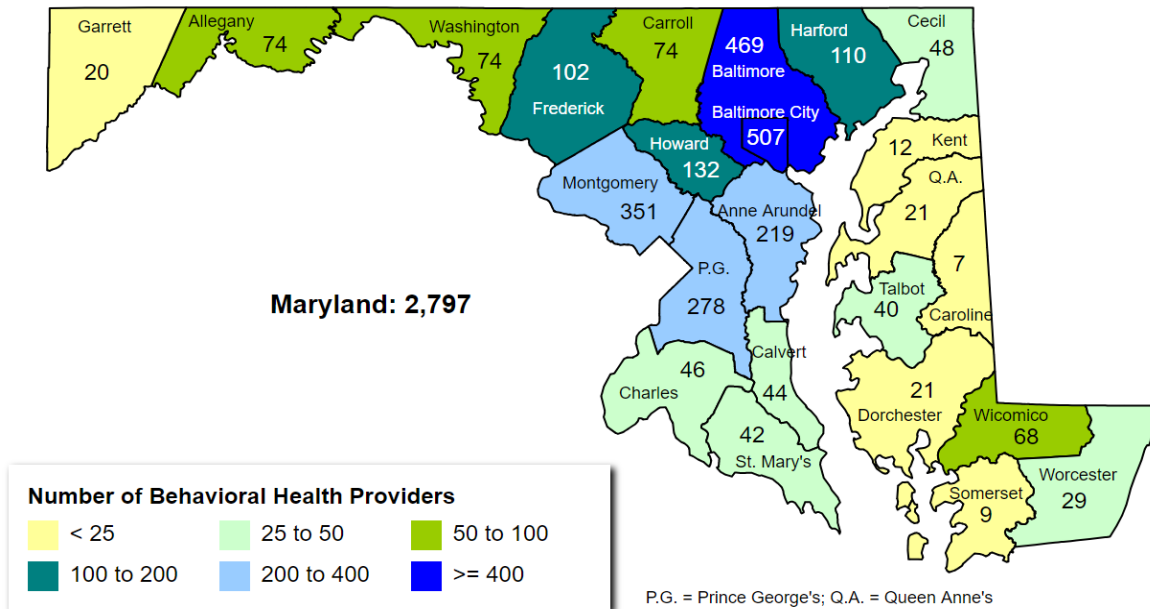 Garrett
20
Allegany
74
Washington
74
Carroll
74
102
Frederick
469
Baltimore
Baltimore City
507
Harford
110
Cecil
48
Howard
132
Montgomery
351
Anne Arundel
219
P.G.
278
12
Kent
Q.A.
21
7
Caroline
Talbot
40
Maryland: 2,797
Calvert
44
46
Charles
42
St. Mary's
21
Dorchester
Wicomico
68
Worcester
29
Somerset
9
Number of Behavioral Health Providers
< 25
25 to 50
50 to 100
100 to 200
200 to 400
>= 400
P.G. = Prince George's; Q.A. = Queen Anne's